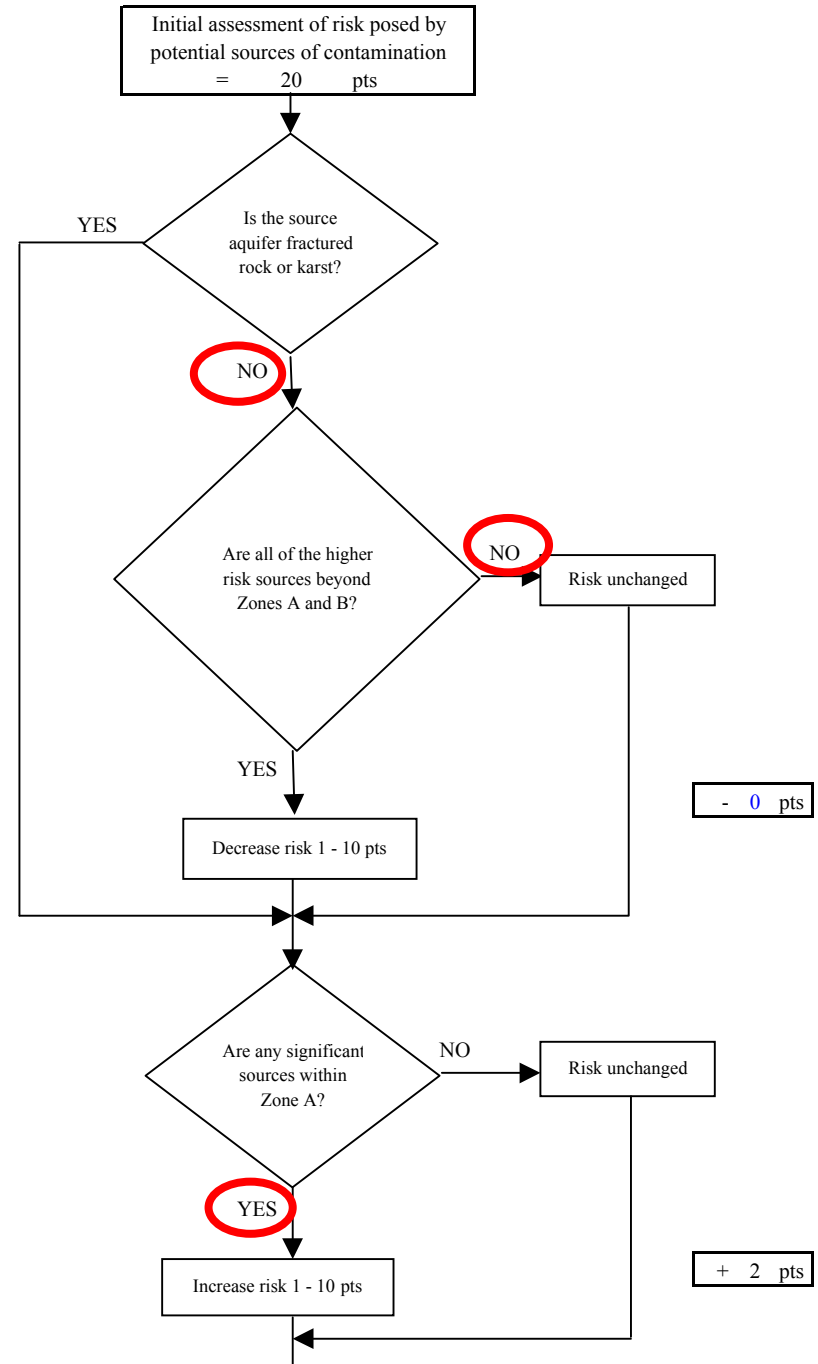 Initial assessment of risk posed by
potential sources of contamination
= 20 pts
YES
Is the source
aquifer fractured
rock or karst?
NO
Are all of the higher
risk sources beyond
Zones A and B?
NO
Risk unchanged
YES
- 0 pts
Decrease risk 1 - 10 pts
Are any significant
sources within
Zone A?
NO
Risk unchanged
YES
+ 2 pts
Increase risk 1 - 10 pts